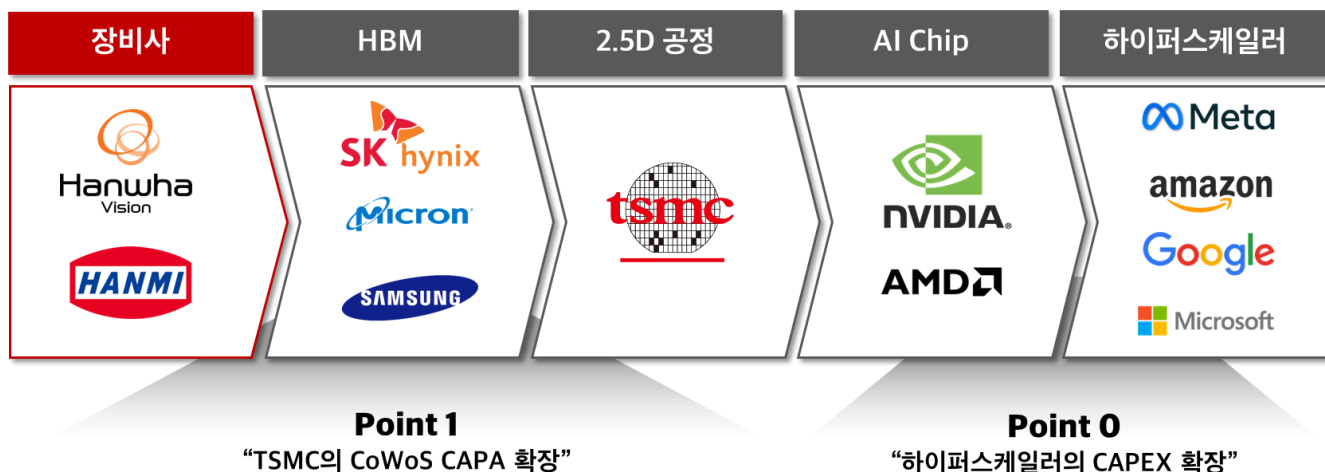 장비사
HBM
2.5D 공정
AI Chip
하이퍼스케일러
Hanwha
Vision
HANMI
SK hynix
Micron
SAMSUNG
tsmc
NVIDIA.
AMD
Meta
amazon
Google
Microsoft
Point 1
“TSMC의 CoWoS CAPA 확장”
Point 0
“하이퍼스케일러의 CAPEX 확장”